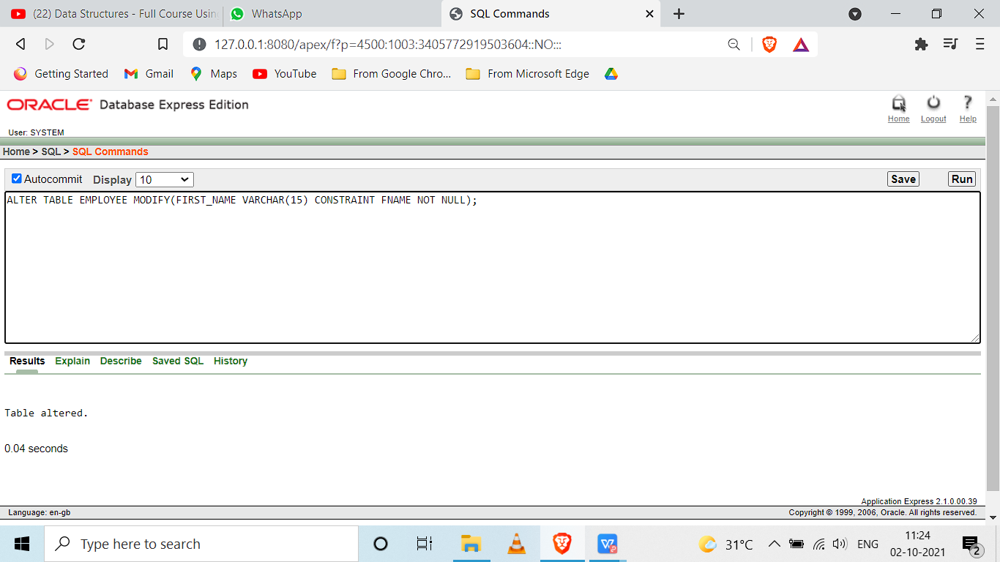 (22) Data Structures - Full Course Usin
WhatsApp
SQL Commands
127.0.0.1:8080/apex/f?p=4500:1003:3405772919503604::NO:::
Getting Started
Gmail
Maps
YouTube
From Google Chro...
From Microsoft Edge
ORACLE Database Express Edition
Home
Logout
? Help
User: SYSTEM
Home > SQL > SQL Commands
Autocommit Display 10
Save
Run
ALTER TABLE EMPLOYEE MODIFY(FIRST_NAME VARCHAR(15) CONSTRAINT FNAME NOT NULL);
Results Explain Describe Saved SQL History
Table altered.
0.04 seconds
Application Express 2.1.0.00.39
Language: en-gb
Copyright © 1999, 2006, Oracle. All rights reserved.
Type here to search
31°C
ENG
11:24
02-10-2021
2